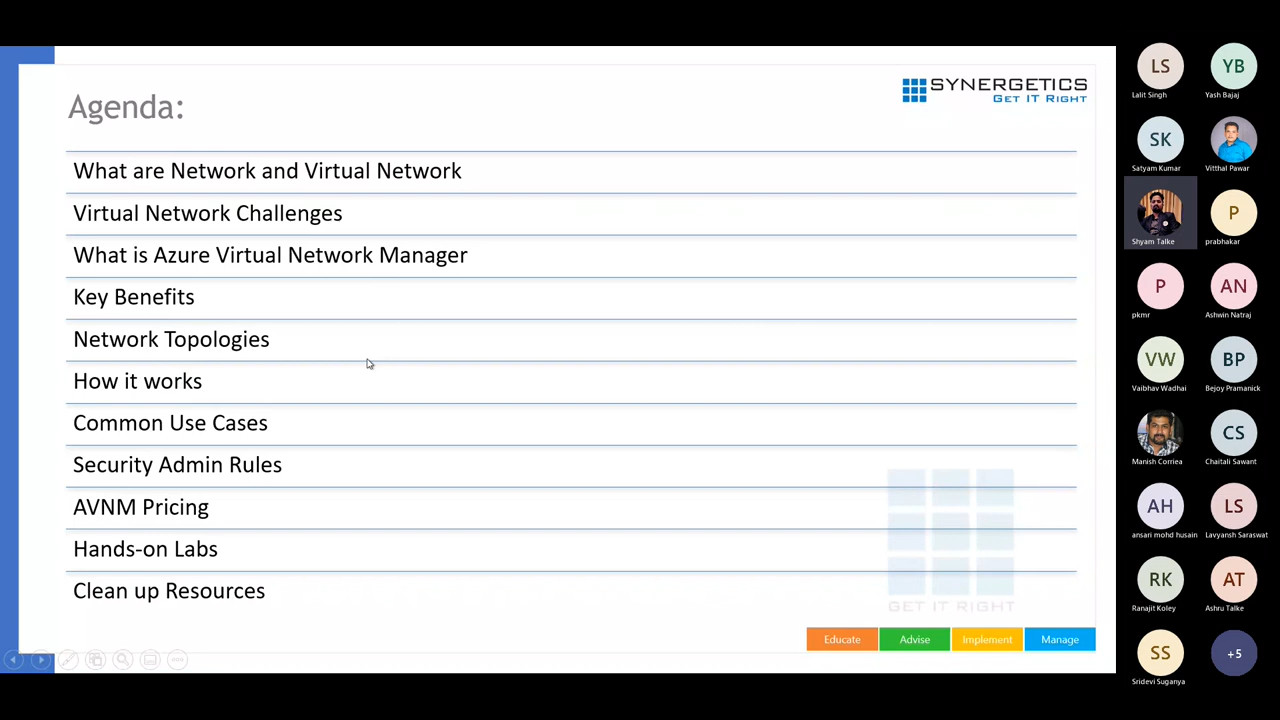 SYNERGETICS
GET IT RIGHT
Agenda:
What are Network and Virtual Network
Virtual Network Challenges
What is Azure Virtual Network Manager
Key Benefits
Network Topologies
How it works
Common Use Cases
Security Admin Rules
AVNM Pricing
Hands-on Labs
Clean up Resources
GET IT RIGHT
Educate
Advise
Implement
Manage
LS
Lalit Singh
YB
Yash Bajaj
SK
Satyam Kumar
Vitthal Pawar
Shyam Talke
P
prabhakar
P
pkmr
AN
Ashwin Natraj
VW
Vaibhav Wadhai
BP
Bejoy Pramanick
Manish Corriea
CS
Chaitali Sawant
AH
ansari mohd husain
LS
Lavyansh Saraswat
RK
Ranajit Koley
AT
Ashru Talke
SS
Sridevi Suganya
+5